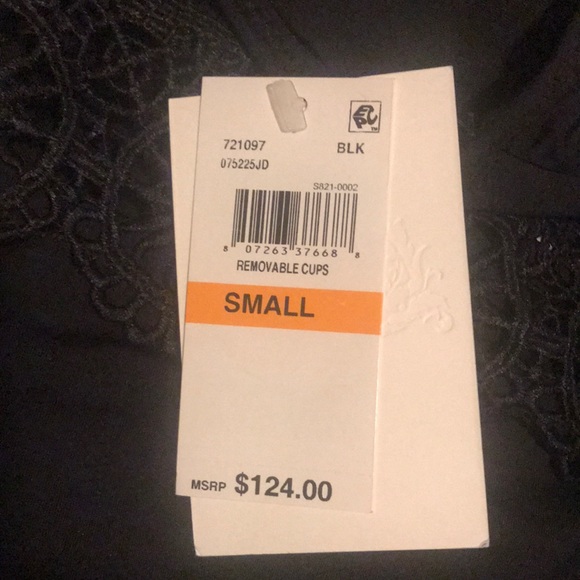 721097 BLK
075225JD
S821-0002
8 07263 37668 8
REMOVABLE CUPS
SMALL
MSRP $124.00